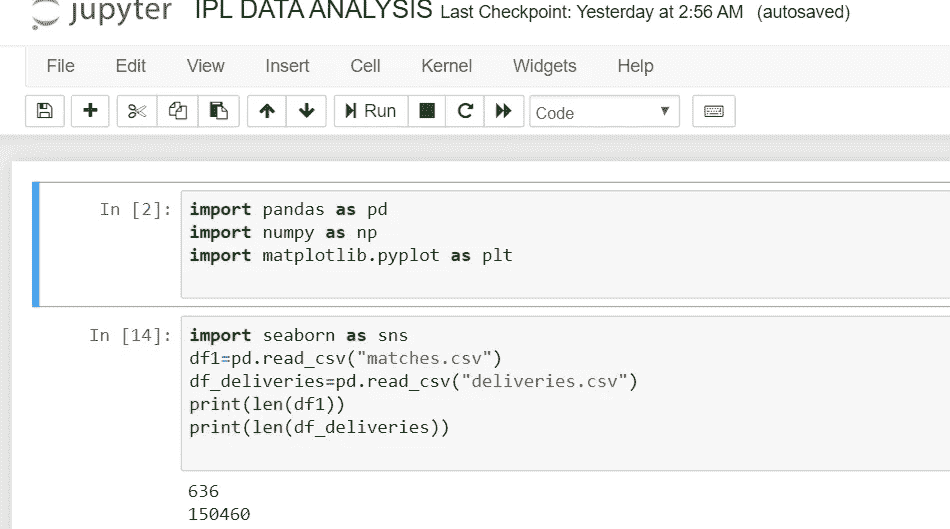 jupyter IPL DATA ANALYSIS Last Checkpoint: Yesterday at 2:56 AM (autosaved)
File Edit View Insert Cell Kernel Widgets Help
Run Code
In [2]:
import pandas as pd
import numpy as np
import matplotlib.pyplot as plt
In [14]:
import seaborn as sns
df1=pd.read_csv("matches.csv")
df_deliveries=pd.read_csv("deliveries.csv")
print(len(df1))
print(len(df_deliveries))
636
150460